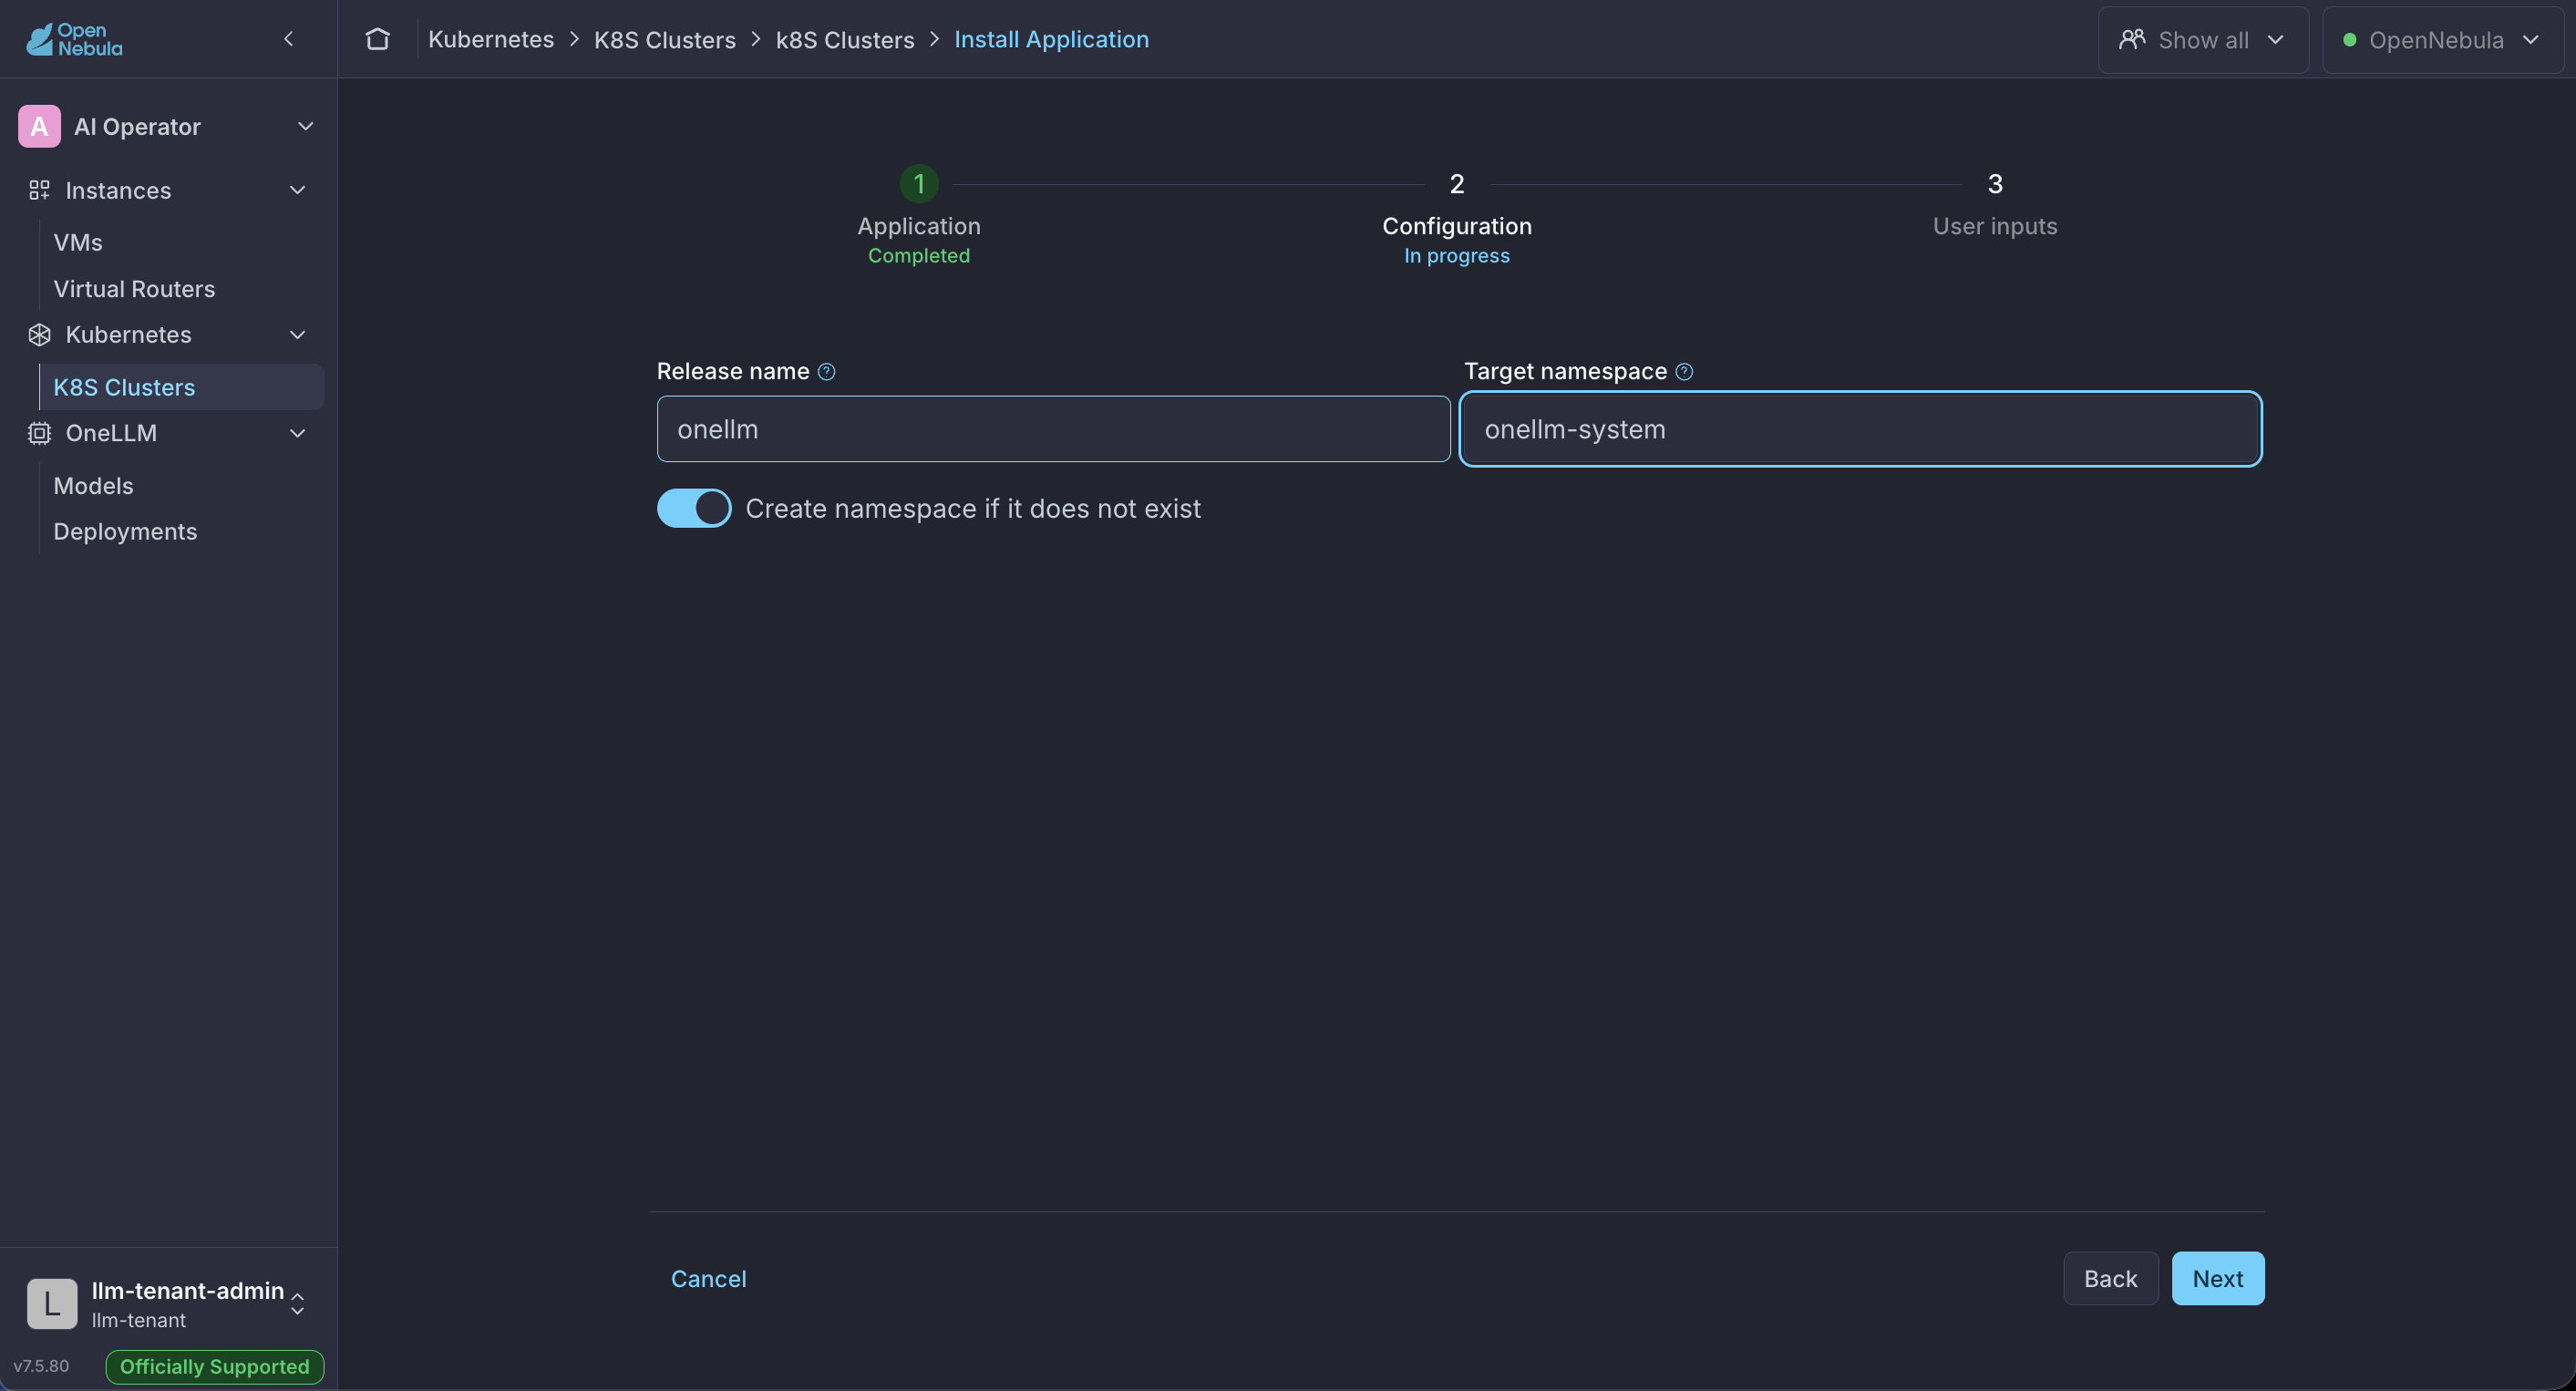 Open
Nebula
Kubernetes > K8S Clusters > k8S Clusters > Install Application
Show all
OpenNebula
A AI Operator
Instances
VMs
Virtual Routers
Kubernetes
K8S Clusters
OneLLM
Models
Deployments
1
Application
Completed
2
Configuration
In progress
3
User inputs
Release name ?
onellm
Target namespace ?
onellm-system
Create namespace if it does not exist
Cancel
Back
Next
L
llm-tenant-admin
llm-tenant
v7.5.80
Officially Supported